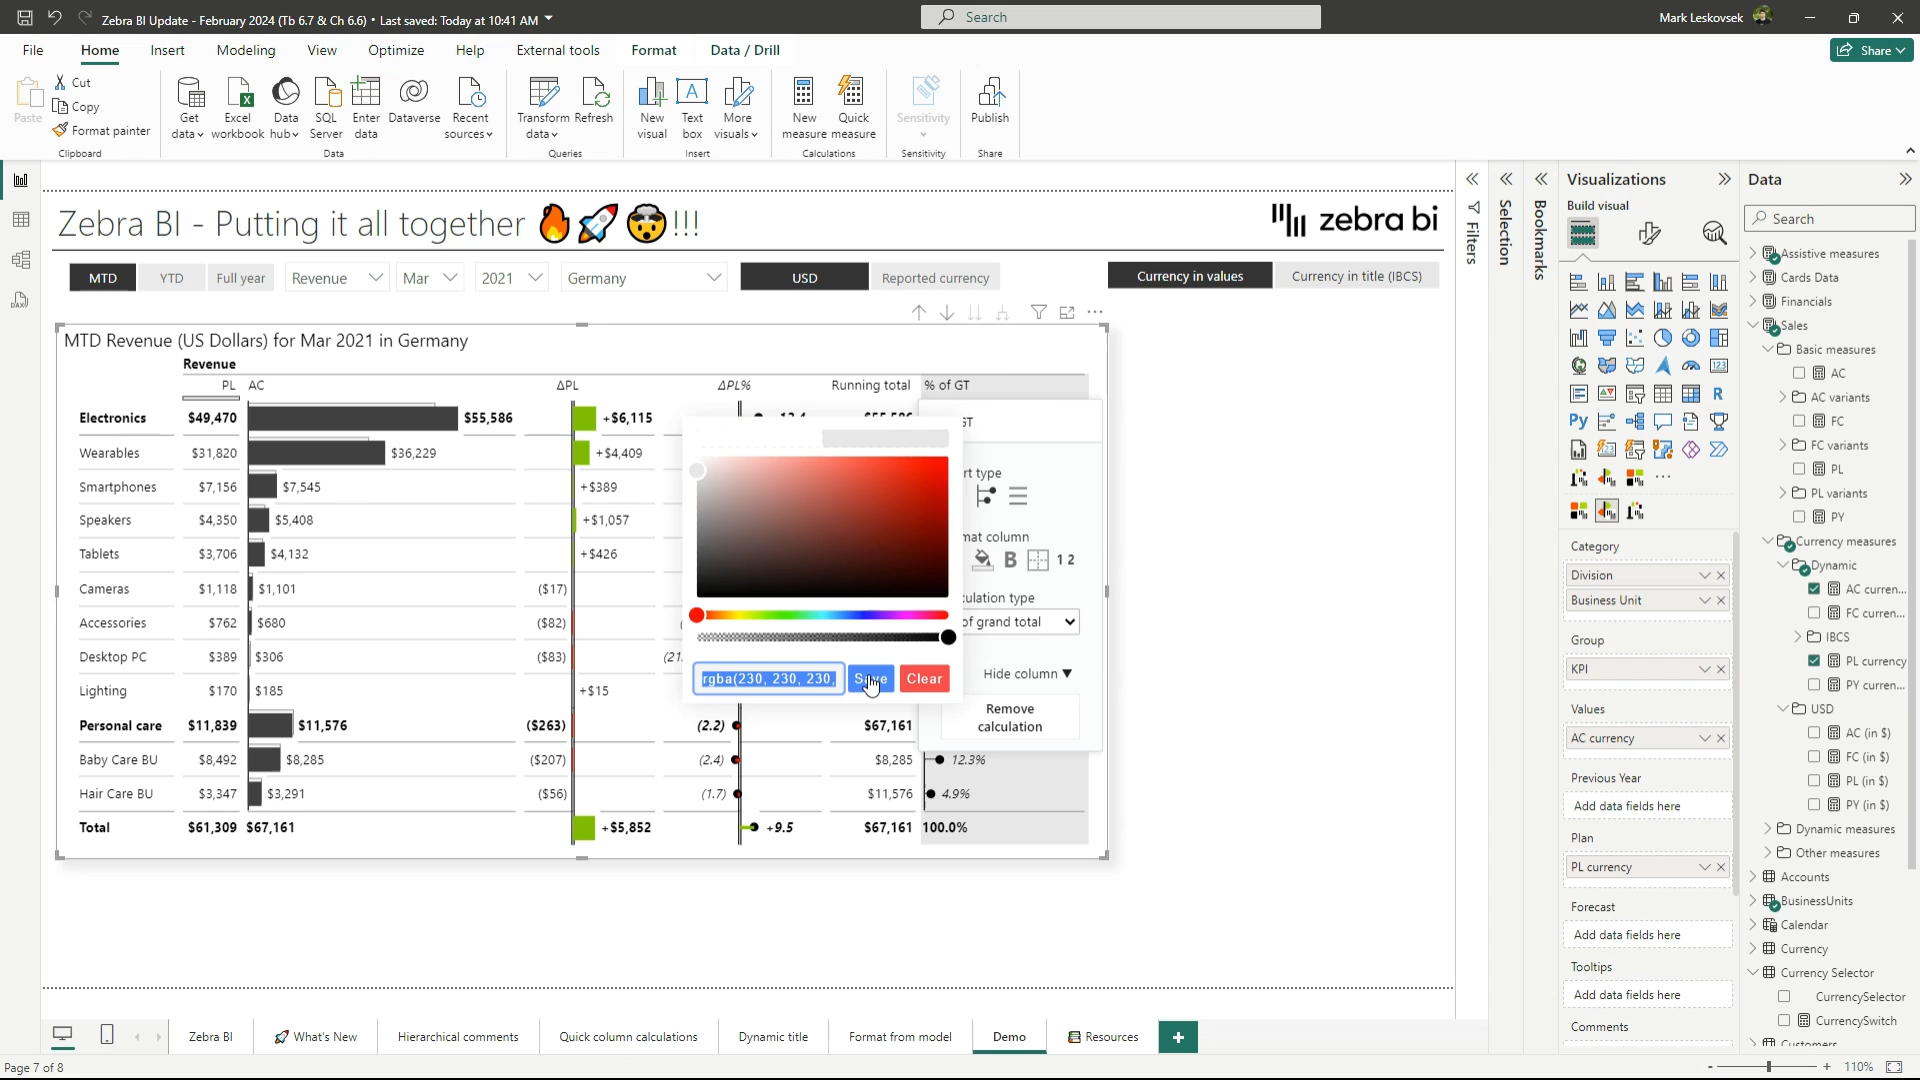 Zebra BI Update - February 2024 (Tb 6.7 & Ch 6.6) • Last saved: Today at 10:41 AM
Search
Mark Leskovsek
File Home Insert Modeling View Optimize Help External tools Format Data / Drill
Share
Paste
Cut
Copy
Format painter
Clipboard
Get data
Excel workbook
Data hub
SQL Server
Enter data
Dataverse
Recent sources
Data
Transform data
Refresh
Queries
New visual
Text box
More visuals
Insert
New measure
Quick measure
Calculations
Sensitivity
Sensitivity
Publish
Share
Zebra BI - Putting it all together 🔥🚀🤯!!!
zebra bi
MTD YTD Full year Revenue Mar 2021 Germany USD Reported currency Currency in values Currency in title (IBCS)
MTD Revenue (US Dollars) for Mar 2021 in Germany
Revenue
PL AC ΔPL ΔPL% Running total % of GT
Electronics $49,470 $55,586 +$6,115
Wearables $31,820 $36,229 +$4,409
Smartphones $7,156 $7,545 +$389
Speakers $4,350 $5,408 +$1,057
Tablets $3,706 $4,132 +$426
Cameras $1,118 $1,101 ($17)
Accessories $762 $680 ($82)
Desktop PC $389 $306 ($83)
Lighting $170 $185 +$15
Personal care $11,839 $11,576 ($263) (2.2) $67,161
Baby Care BU $8,492 $8,285 ($207) (2.4) $8,285 12.3%
Hair Care BU $3,347 $3,291 ($56) (1.7) $11,576 4.9%
Total $61,309 $67,161 +$5,852 +9.5 $67,161 100.0%
rgba(230, 230, 230,
Save
Clear
GT
rt type
mat column
B
1 2
culation type
of grand total
Hide column ▼
Remove calculation
Filters
Selection
Bookmarks
Visualizations
Build visual
R
Py
123
Category
Division
Business Unit
Group
KPI
Values
AC currency
Previous Year
Add data fields here
Plan
PL currency
Forecast
Add data fields here
Tooltips
Add data fields here
Comments
Data
Search
Assistive measures
Cards Data
Financials
Sales
Basic measures
AC
AC variants
FC
FC variants
PL
PL variants
PY
Currency measures
Dynamic
AC curren...
FC curren...
IBCS
PL currency
PY curren...
USD
AC (in $)
FC (in $)
PL (in $)
PY (in $)
Dynamic measures
Other measures
Accounts
BusinessUnits
Calendar
Currency
Currency Selector
CurrencySelector
CurrencySwitch
Customers
Zebra BI
🚀 What's New
Hierarchical comments
Quick column calculations
Dynamic title
Format from model
Demo
Resources
+
Page 7 of 8
- + 110%